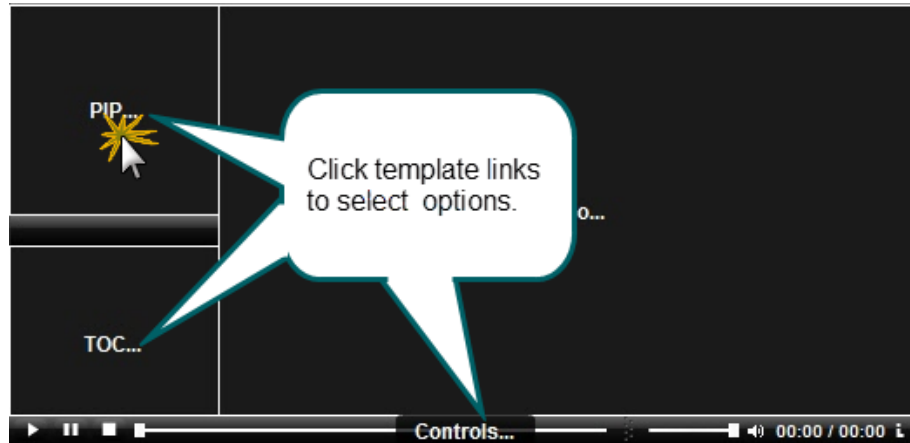 PIP...
Click template links
to select options.
o...
TOC...
Controls...
00:00 / 00:00 i